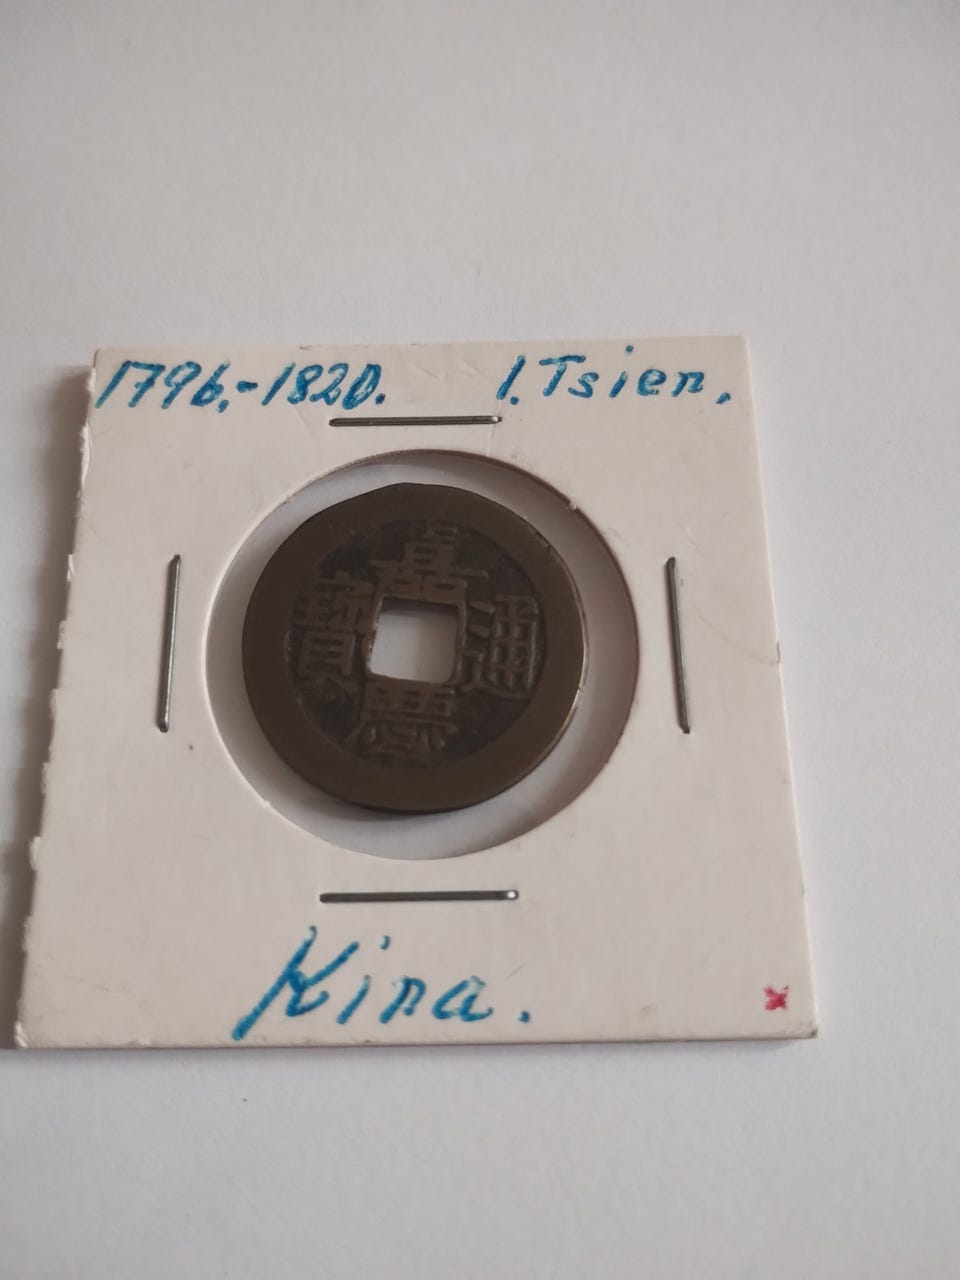 1796,-1820. 1.Tsien,
嘉
寶 通
慶
Kina.